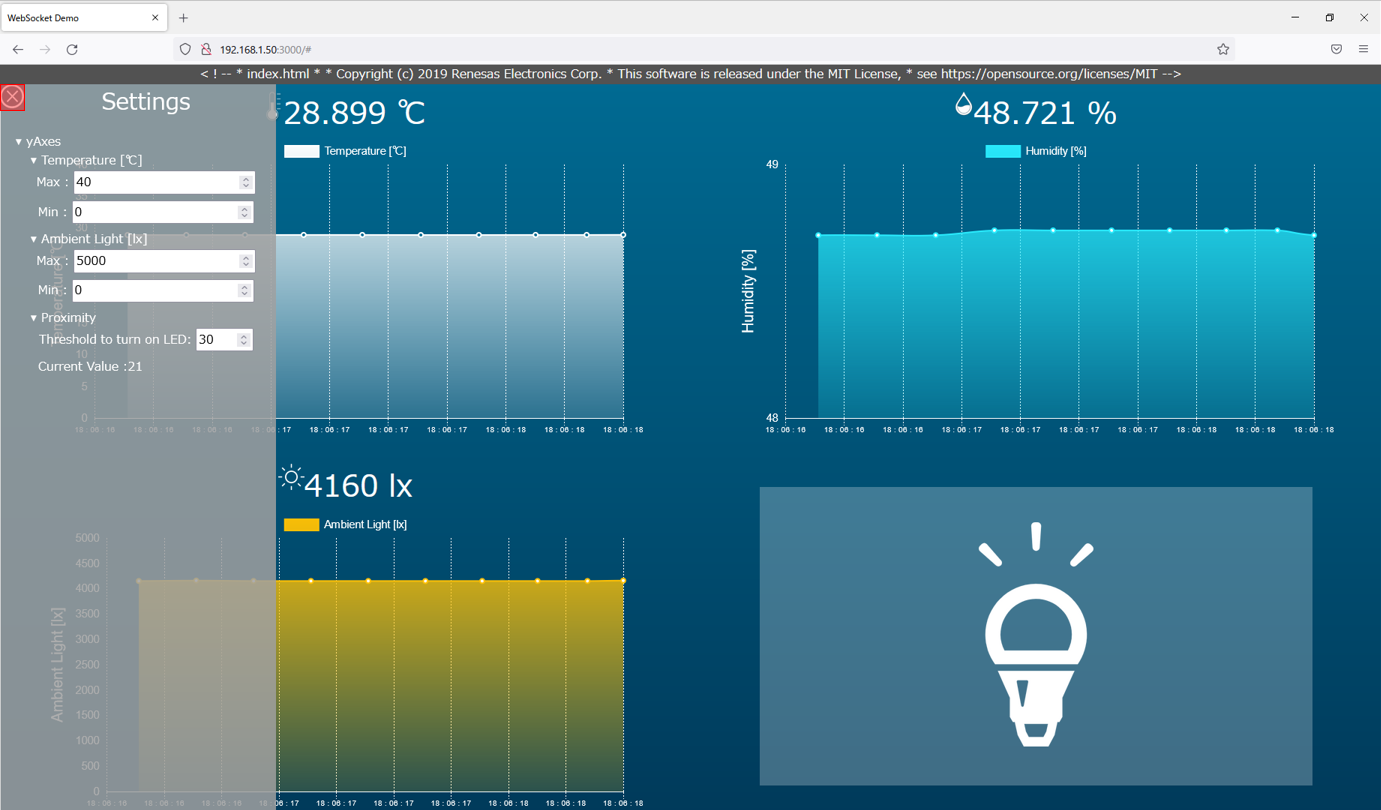 WebSocket Demo
192.168.1.50:3000/#
< ! -- * index.html * * Copyright (c) 2019 Renesas Electronics Corp. * This software is released under the MIT License, * see https://opensource.org/licenses/MIT -->
Settings
yAxes
Temperature [℃]
Max : 40
Min : 0
Ambient Light [lx]
Max : 5000
Min : 0
Proximity
Threshold to turn on LED: 30
Current Value :21
28.899 ℃
Temperature [℃]
35
30
10
5
0
18 : 06 : 16 18 : 06 : 16 18 : 06 : 16 18 : 06 : 17 18 : 06 : 17 18 : 06 : 17 18 : 06 : 17 18 : 06 : 18 18 : 06 : 18 18 : 06 : 18
48.721 %
Humidity [%]
Humidity [%]
49
48
18 : 06 : 16 18 : 06 : 16 18 : 06 : 16 18 : 06 : 17 18 : 06 : 17 18 : 06 : 17 18 : 06 : 17 18 : 06 : 18 18 : 06 : 18 18 : 06 : 18
4160 lx
Ambient Light [lx]
Ambient Light [lx]
5000
4500
4000
3500
3000
2500
2000
1500
1000
500
0
18 : 06 : 16 18 : 06 : 16 18 : 06 : 16 18 : 06 : 17 18 : 06 : 17 18 : 06 : 17 18 : 06 : 17 18 : 06 : 18 18 : 06 : 18 18 : 06 : 18